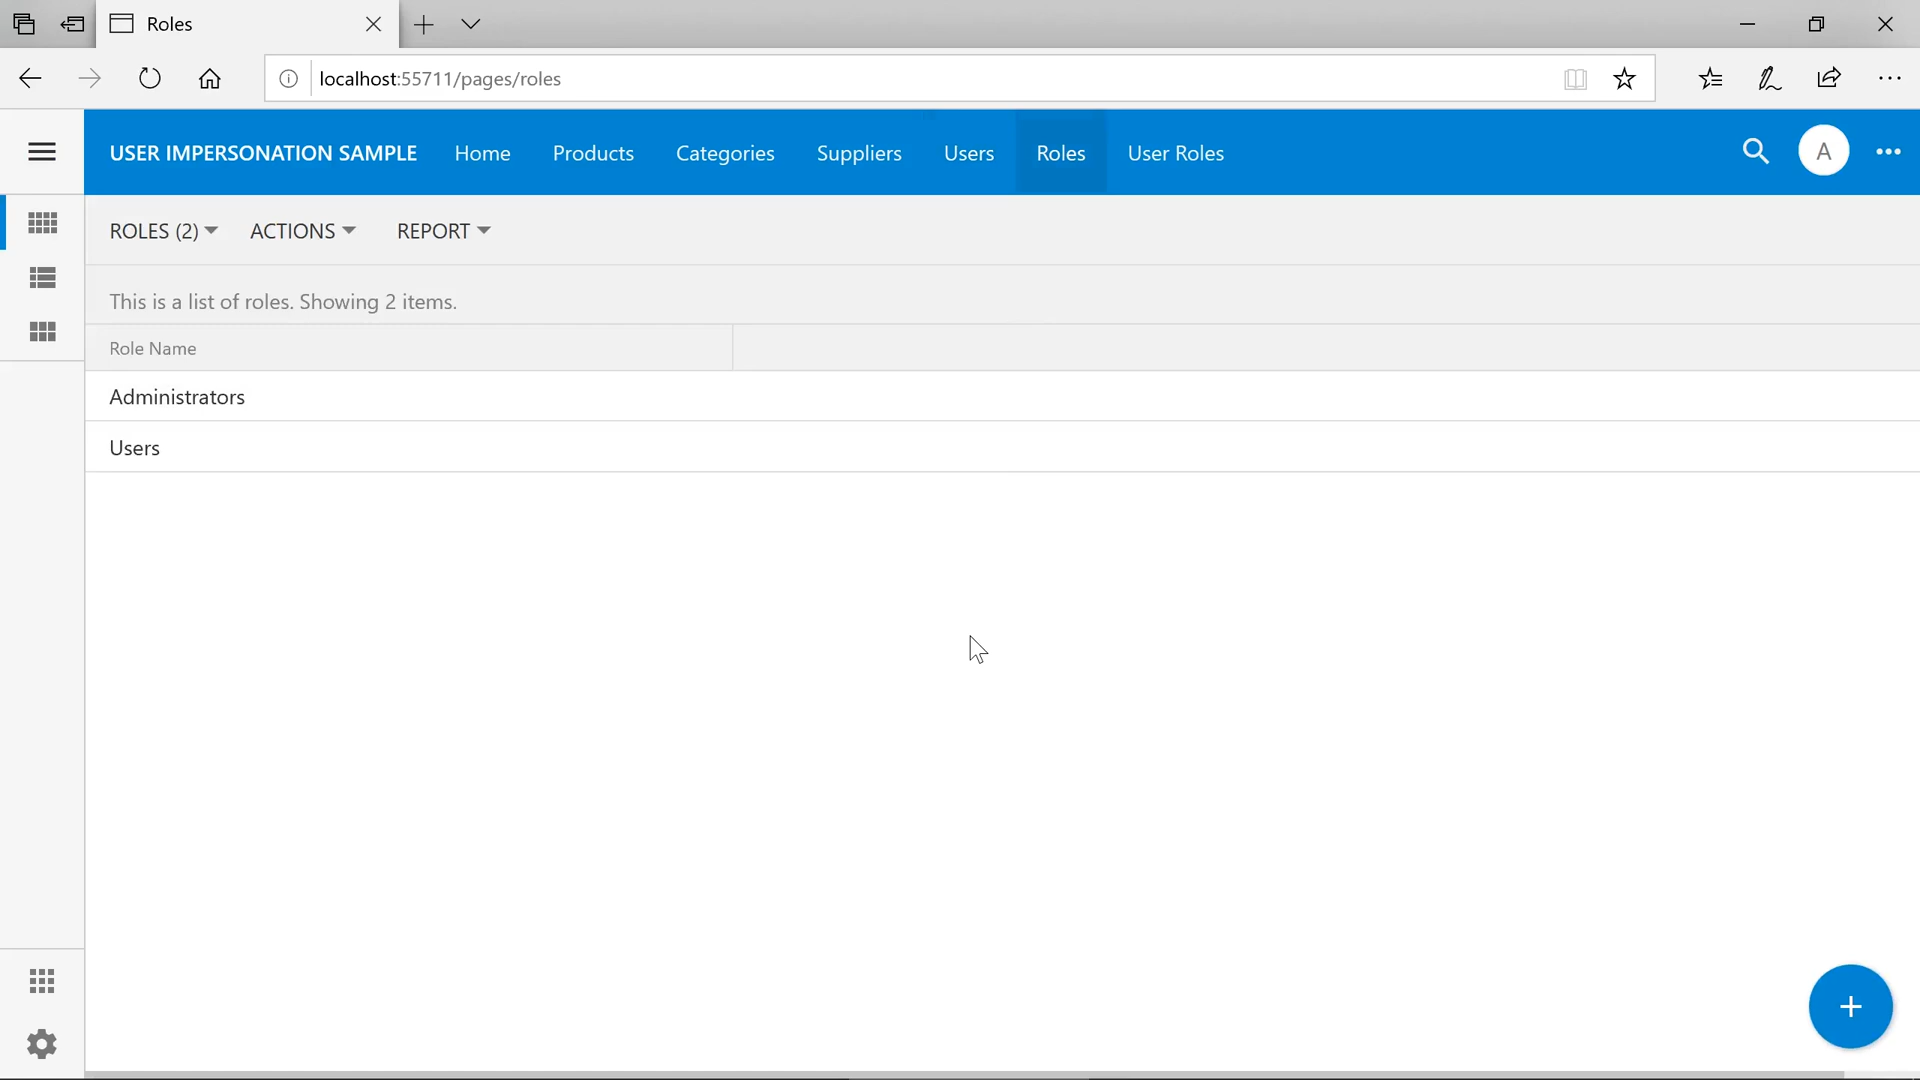 Roles
localhost:55711/pages/roles
USER IMPERSONATION SAMPLE Home Products Categories Suppliers Users Roles User Roles A
ROLES (2) ACTIONS REPORT
This is a list of roles. Showing 2 items.
Role Name
Administrators
Users